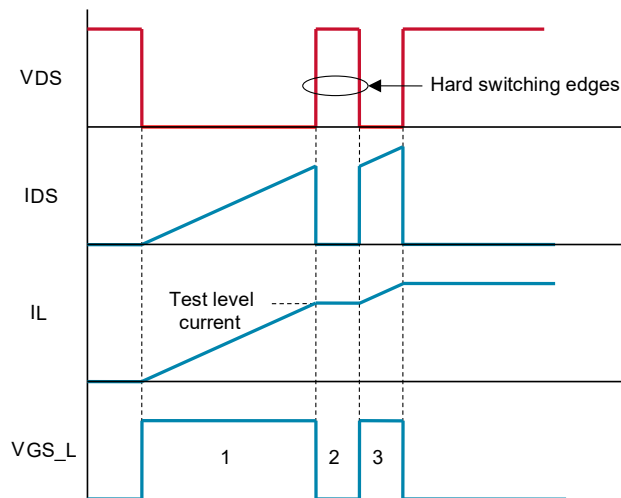 VDS
Hard switching edges
IDS
IL
Test level
current
VGS_L
1
2
3